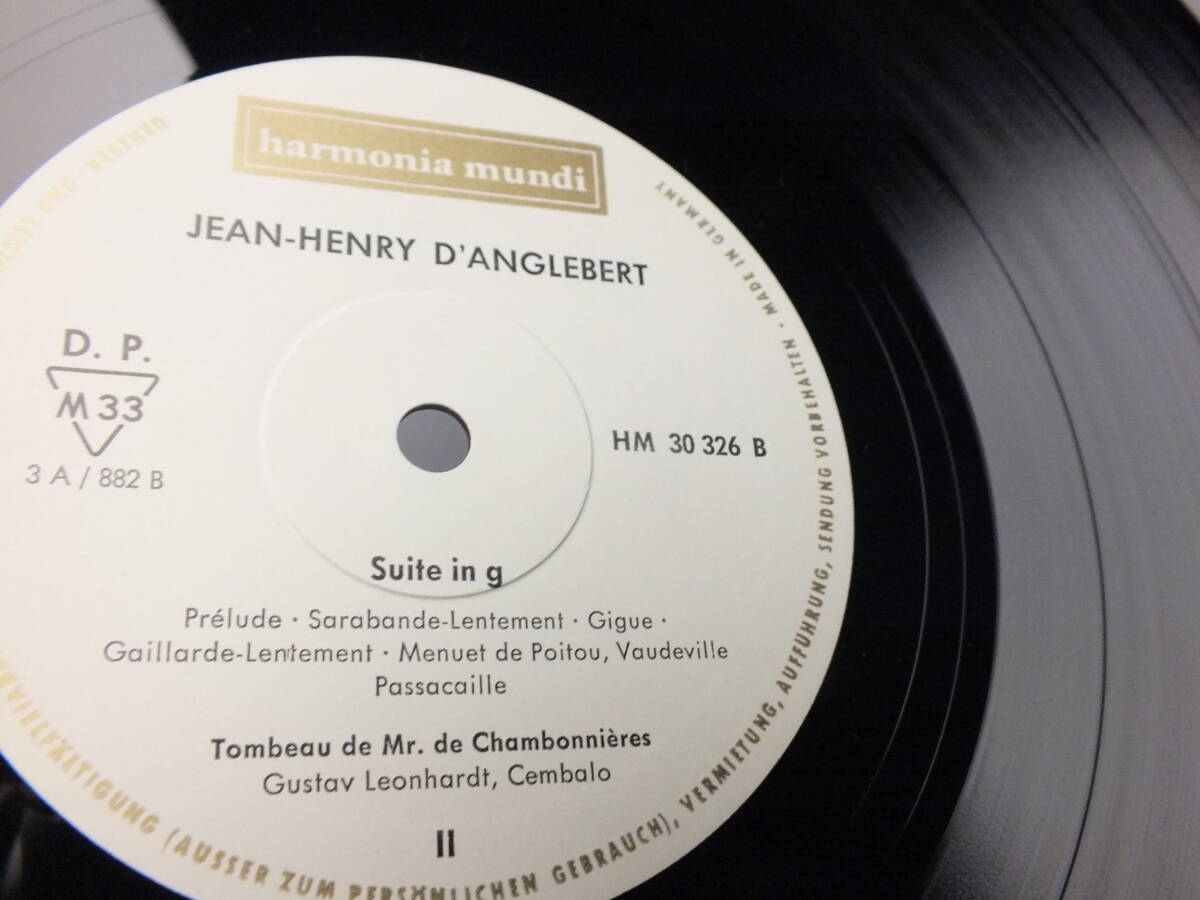 harmonia mundi
JEAN-HENRY D'ANGLEBERT
D. P.
M 33
3 A / 882 B
HM 30 326 B
Suite in g
Prélude · Sarabande-Lentement · Gigue ·
Gaillarde-Lentement · Menuet de Poitou, Vaudeville
Passacaille
Tombeau de Mr. de Chambonnières
Gustav Leonhardt, Cembalo
II
(AUSSER ZUM PERSÖNLICHEN GEBRAUCH), VERMIETUNG, AUFFÜHRUNG, SENDUNG VORBEHALTEN · MADE IN GERMANY